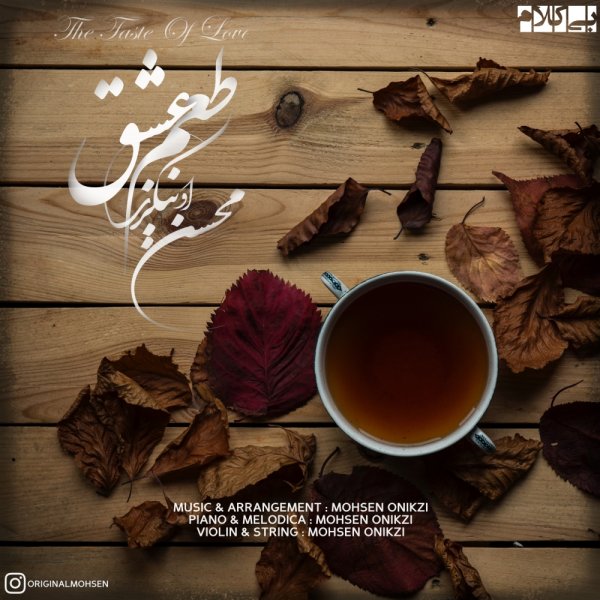 The Taste Of Love
بی کلام
طعم عشق
محسن اونیکزی
MUSIC & ARRANGEMENT : MOHSEN ONIKZI
PIANO & MELODICA : MOHSEN ONIKZI
VIOLIN & STRING : MOHSEN ONIKZI
ORIGINALMOHSEN